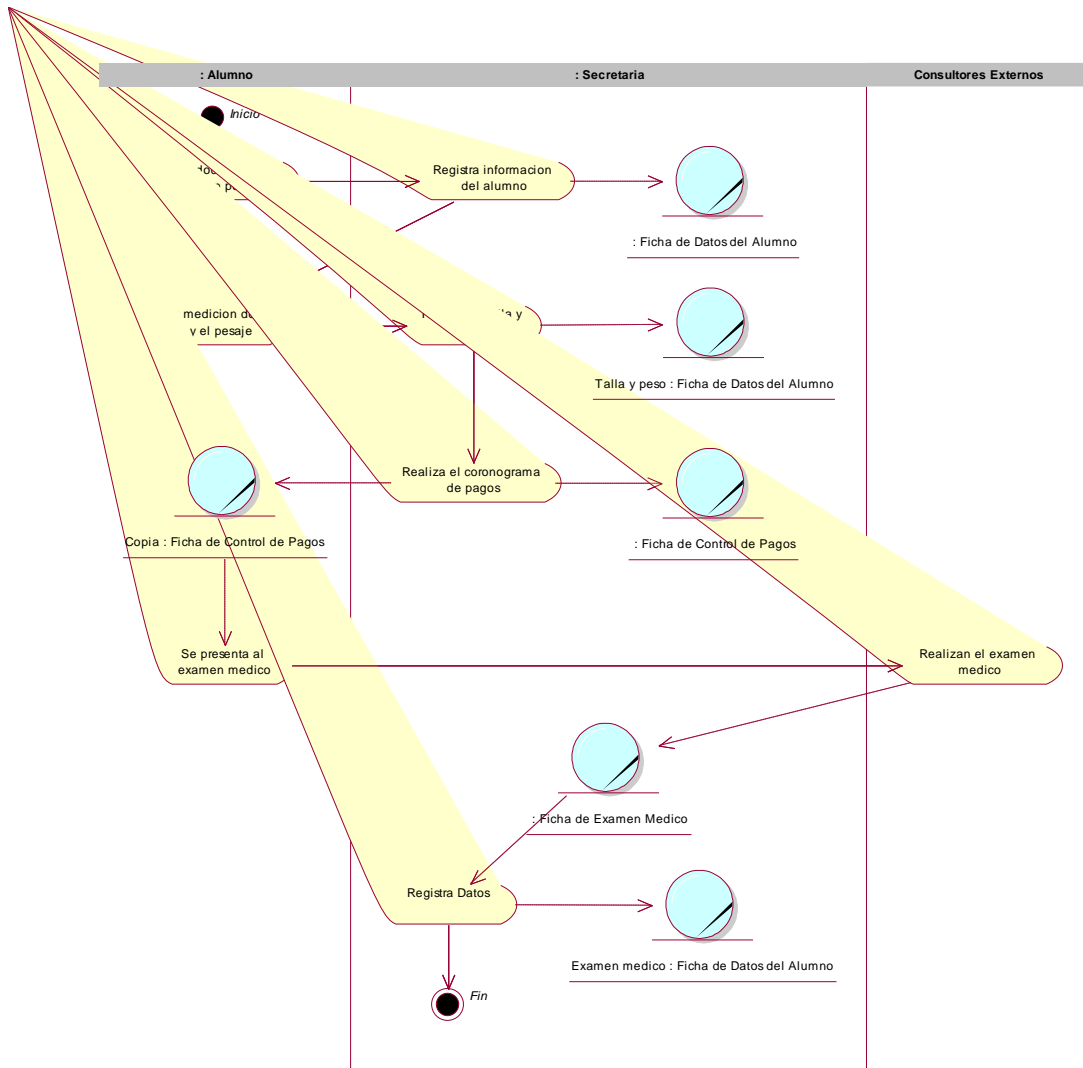 : Alumno
: Secretaria
Consultores Externos
Inicio
Registra informacion
del alumno
: Ficha de Datos del Alumno
medicion
y el pesaje
y
Talla y peso : Ficha de Datos del Alumno
Realiza el coronograma
de pagos
Copia : Ficha de Control de Pagos
: Ficha de Control de Pagos
Se presenta al
examen medico
Realizan el examen
medico
: Ficha de Examen Medico
Registra Datos
Examen medico : Ficha de Datos del Alumno
Fin